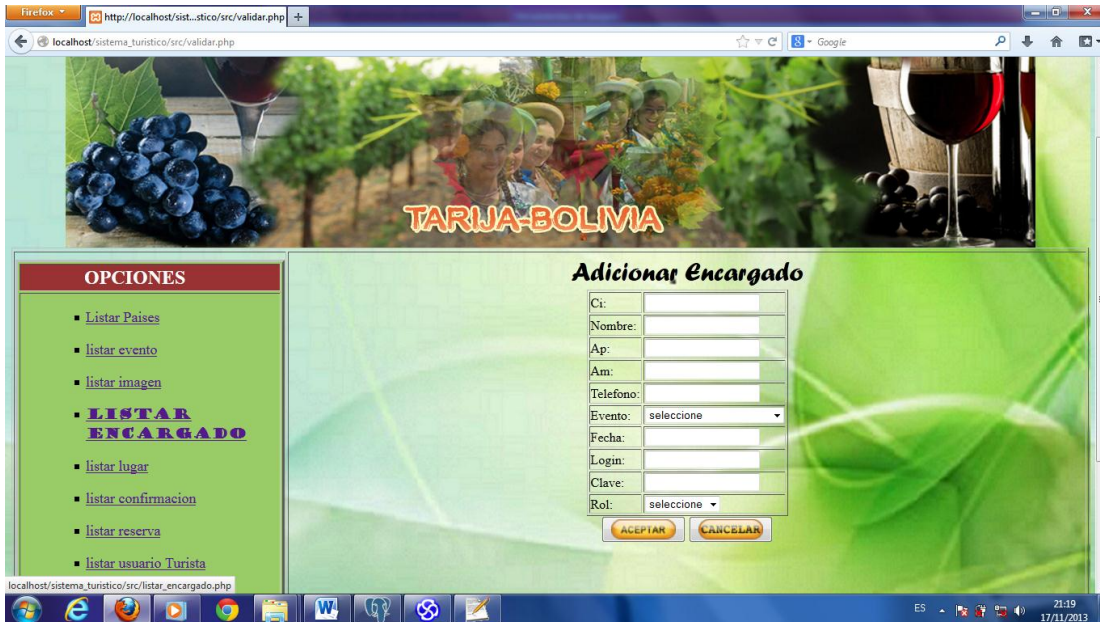 Firefox
http://localhost/sist...stico/src/validar.php
localhost/sistema_turistico/src/validar.php
Google
TARIJA-BOLIVIA
OPCIONES
Listar Paises
listar evento
listar imagen
LISTAR
ENCARGADO
listar lugar
listar confirmacion
listar reserva
listar usuario Turista
Adicionar Encargado
Ci:
Nombre:
Ap:
Am:
Telefono:
Evento: seleccione
Fecha:
Login:
Clave:
Rol: seleccione
ACEPTAR CANCELAR
localhost/sistema_turistico/src/listar_encargado.php
ES
21:19
17/11/2013